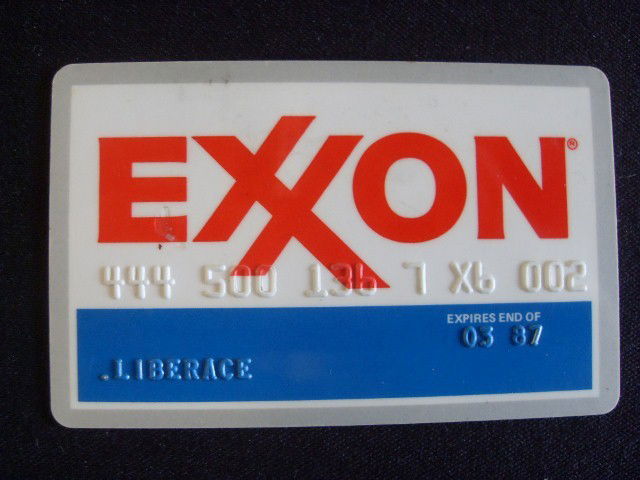 EXXON®
444 500 136 7 X6 002
EXPIRES END OF
03 87
.LIBERACE